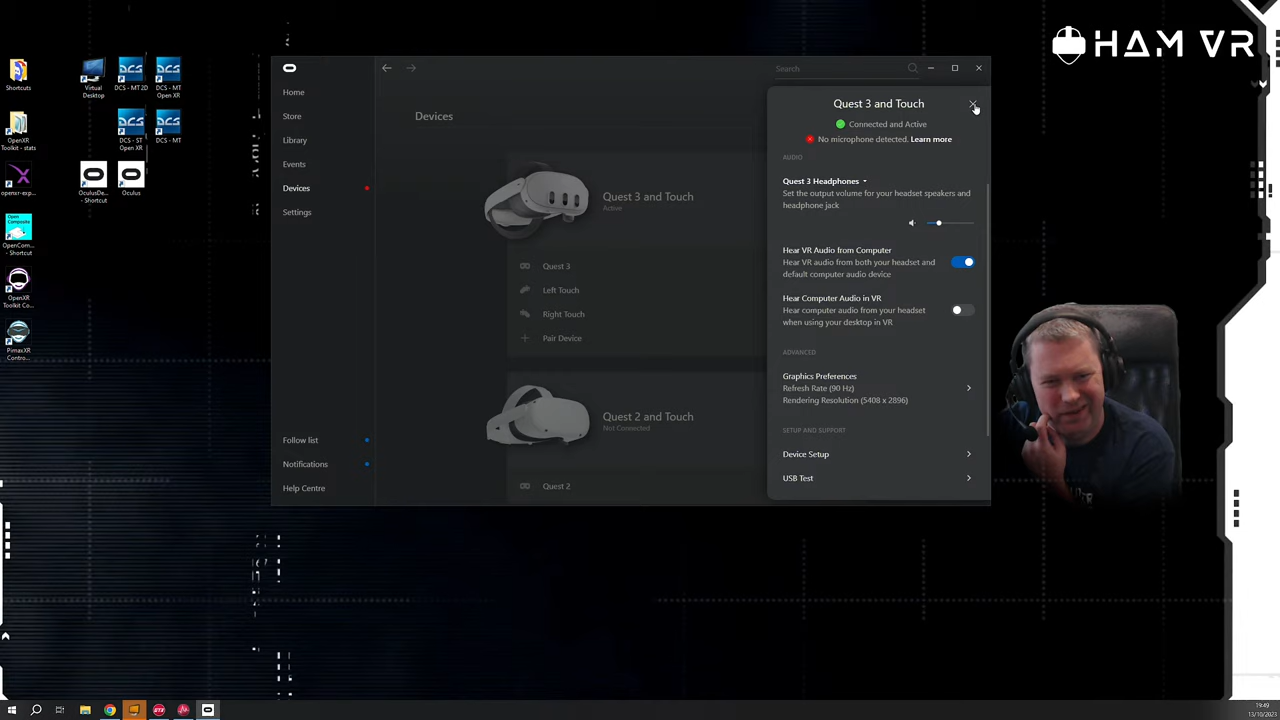 HAM VR
Shortcuts
Virtual
Desktop
DCS - MT 2D
DCS - MT
OXR
OpenXR
Toolkit - stats
DCS - ST
Open XR
DCS - MT
openxr-exp...
OculusDe...
- Shortcut
Oculus
OpenCom...
- Shortcut
OpenXR
Toolkit Co...
PimaxXR
Contro...
Home
Store
Library
Events
Devices
Settings
Follow list
Notifications
Help Centre
Search
Devices
Quest 3 and Touch
Active
Quest 3
Left Touch
Right Touch
Pair Device
Quest 2 and Touch
Not Connected
Quest 2
Quest 3 and Touch
Connected and Active
No microphone detected. Learn more
AUDIO
Quest 3 Headphones
Set the output volume for your headset speakers and
headphone jack
Hear VR Audio from Computer
Hear VR audio from both your headset and
default computer audio device
Hear Computer Audio in VR
Hear computer audio from your headset
when using your desktop in VR
ADVANCED
Graphics Preferences
Refresh Rate (90 Hz)
Rendering Resolution (5408 x 2896)
SETUP AND SUPPORT
Device Setup
USB Test
19:49
13/10/2023